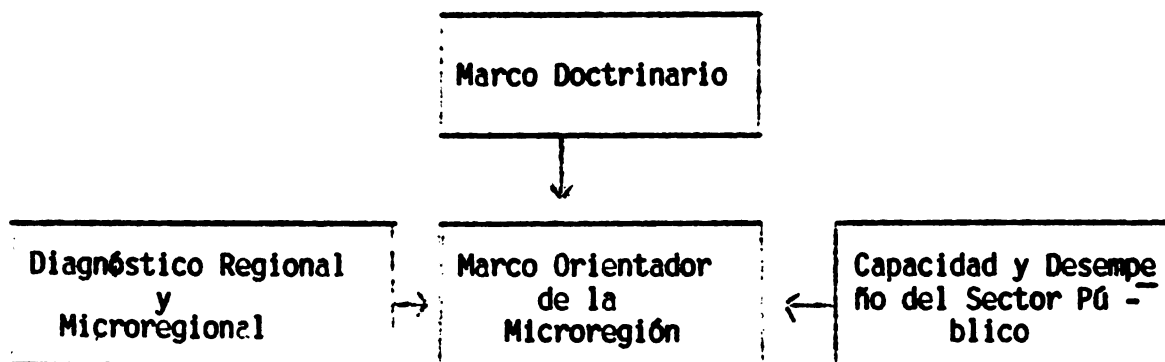 Marco Doctrinario
Diagnóstico Regional
y
Microregional
Marco Orientador
de la
Microregión
Capacidad y Desempe
ño del Sector Pú -
blico